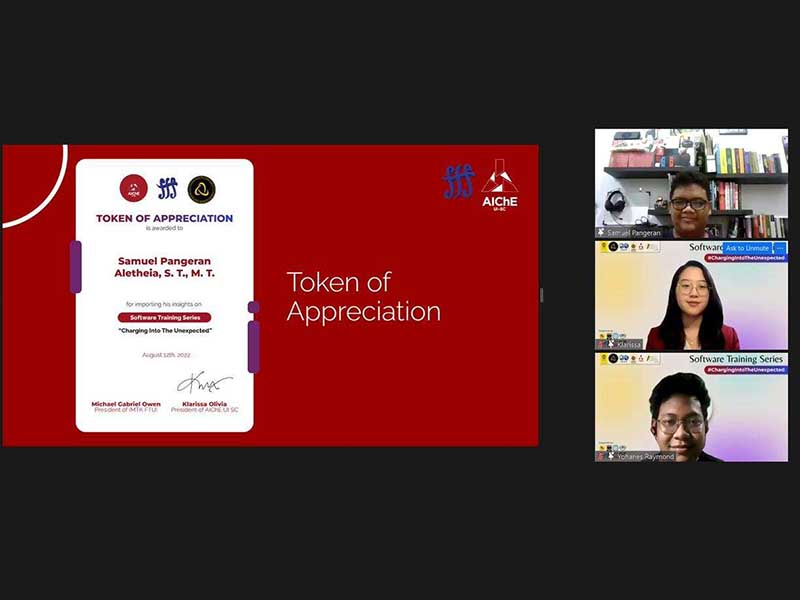 AIChE
TOKEN OF APPRECIATION
is awarded to
Samuel Pangeran
Aletheia, S. T., M. T.
for importing his insights on
Software Training Series
“Charging Into The Unexpected”
August 12th, 2022
Michael Gabriel Owen
President of IMTK FTUI
Klarissa Olivia
President of AIChE UI SC
fff
AIChE
UI-SC
Token of
Appreciation
Samuel Pangeran
Software
Ask to Unmute
#ChargingIntoTheUnexpected
Klarissa
Software Training Series
#ChargingIntoTheUnexpected
Yohanes Raymond